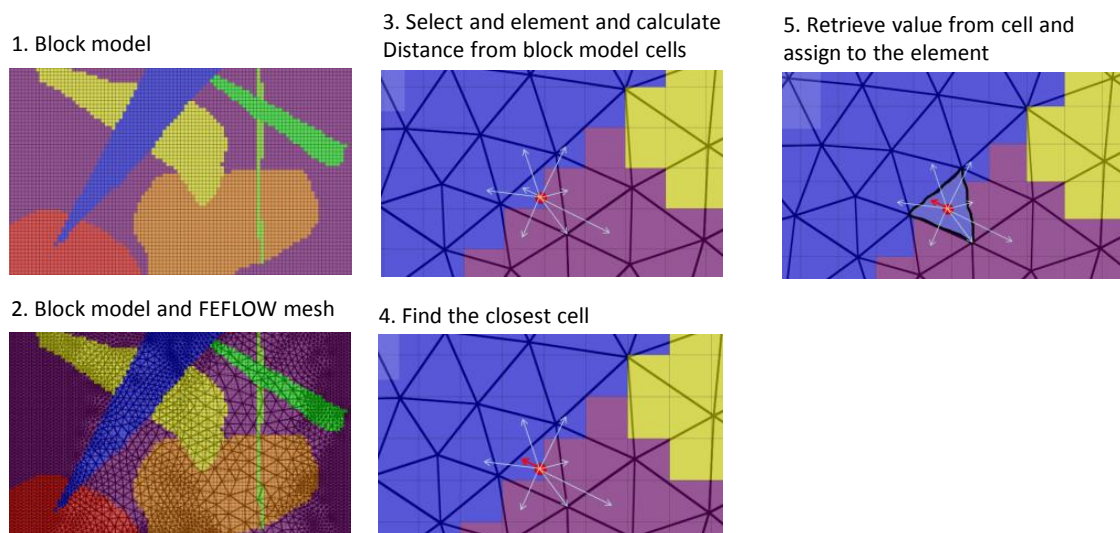 1. Block model
2. Block model and FEFLOW mesh
3. Select and element and calculate
Distance from block model cells
4. Find the closest cell
5. Retrieve value from cell and
assign to the element